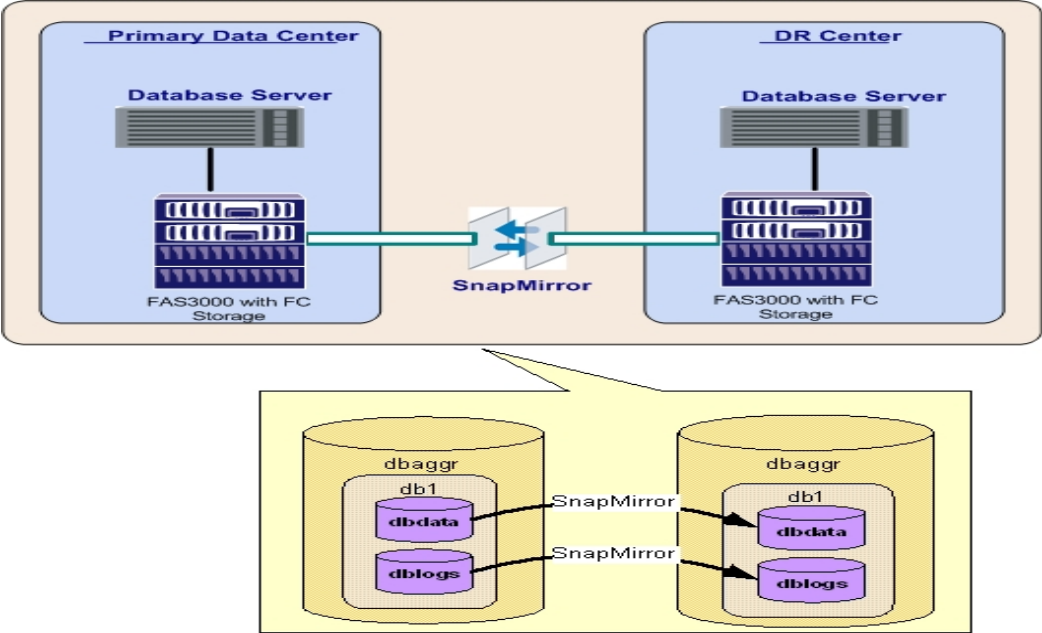 Primary Data Center
DR Center
Database Server
Database Server
SnapMirror
FAS3000 with FC
Storage
FAS3000 with FC
Storage
dbaggr
dbaggr
db1
db1
dbdata
SnapMirror
dbdata
dblogs
SnapMirror
dblogs